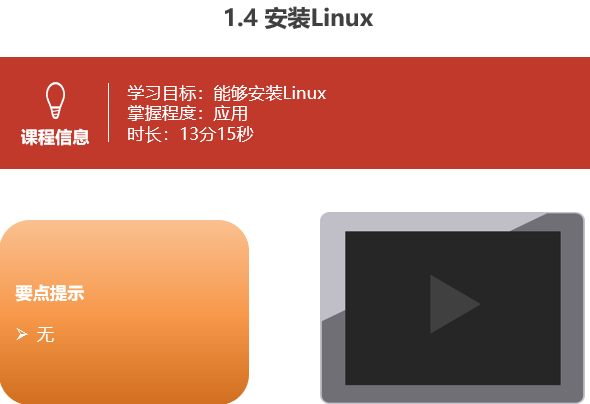 1.4 安装Linux
课程信息
学习目标：能够安装Linux
掌握程度：应用
时长：13分15秒
要点提示
➢ 无